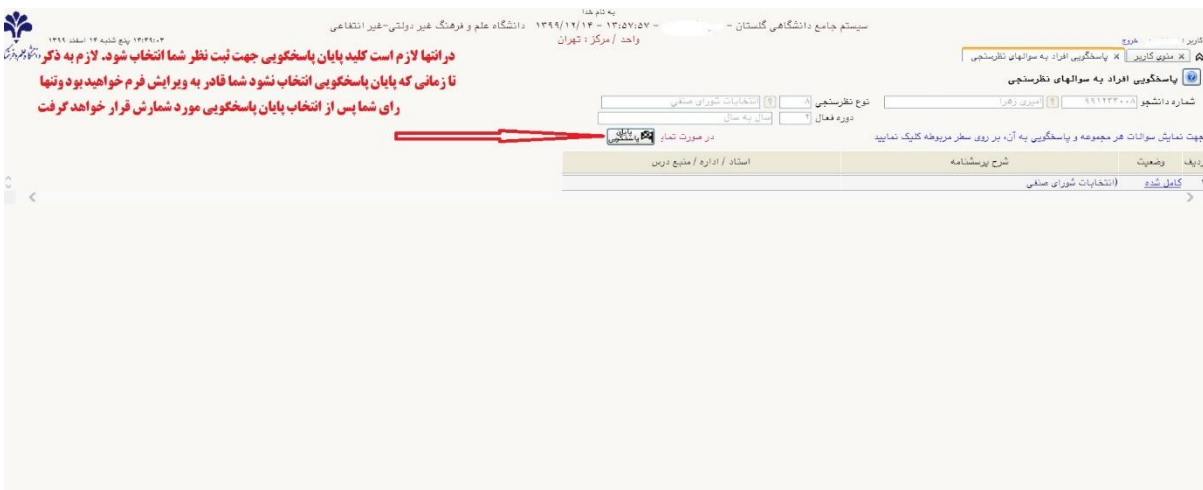 به نام خدا
سیستم جامع دانشگاهی گلستان - - ۱۳:۵۷:۵۷ - ۱۳۹۹/۱۲/۱۴ دانشگاه علم و فرهنگ غیر دولتی-غیر انتفاعی
واحد / مرکز : تهران
۱۴:۴۹:۰۳ پنج شنبه ۱۴ اسفند ۱۳۹۹
کاربر : خروج
× منوی کاربر × پاسخگویی افراد به سوالهای نظرسنجی
درانتها لازم است کلید پایان پاسخگویی جهت ثبت نظر شما انتخاب شود. لازم به ذکر
تا زمانی که پایان پاسخگویی انتخاب نشود شما قادر به ویرایش فرم خواهید بود وتنها
رای شما پس از انتخاب پایان پاسخگویی مورد شمارش قرار خواهد گرفت
پاسخگویی افراد به سوالهای نظرسنجی
شماره دانشجو ۹۹۱۲۳۳۰۰۸ ؟ امیری زهرا نوع نظرسنجی ۸ ؟ انتخابات شورای صنفی
دوره فعال ۲ سال به سال
جهت نمایش سوالات هر مجموعه و پاسخگویی به آن، بر روی سطر مربوطه کلیک نمایید در صورت تمای پایان پاسخگویی
ردیف وضعیت شرح پرسشنامه استاد / اداره / منبع درس
۱ کامل شده (انتخابات شورای صنفی